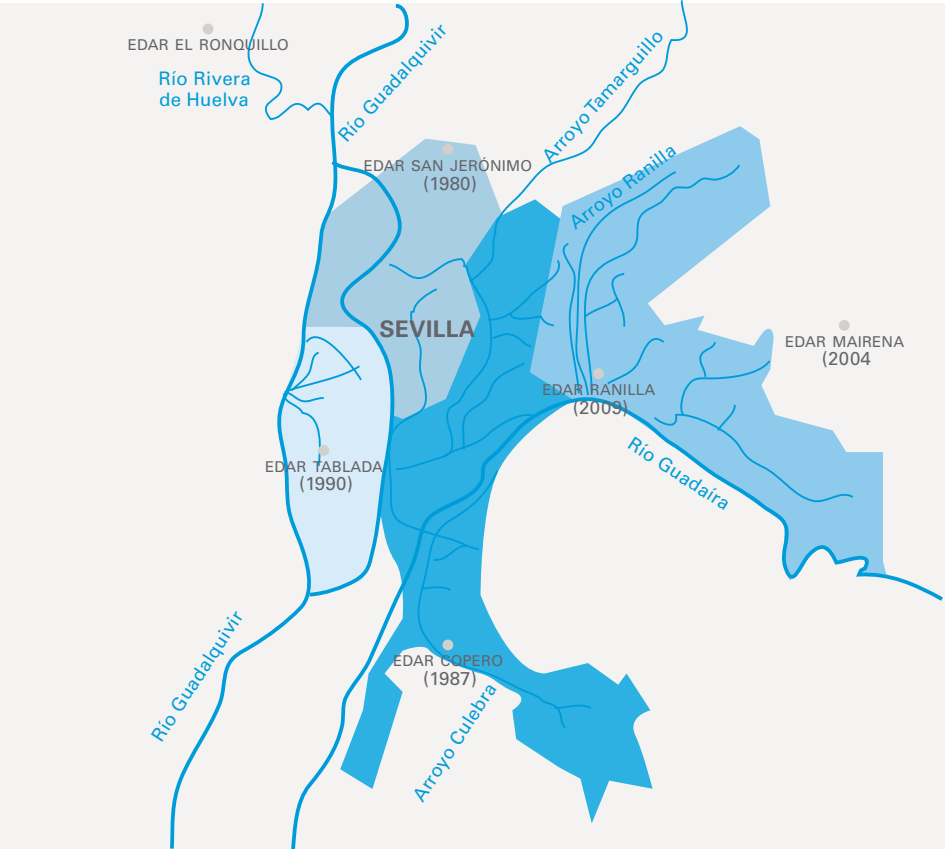 EDAR EL RONQUILLO
Río Rivera
de Huelva
Río Guadalquivir
Arroyo Tamarguillo
EDAR SAN JERÓNIMO
(1980)
Arroyo Ranilla
SEVILLA
EDAR MAIRENA
(2004
EDAR RANILLA
(2009)
EDAR TABLADA
(1990)
Río Guadaíra
EDAR COPERO
(1987)
Río Guadalquivir
Arroyo Culebra